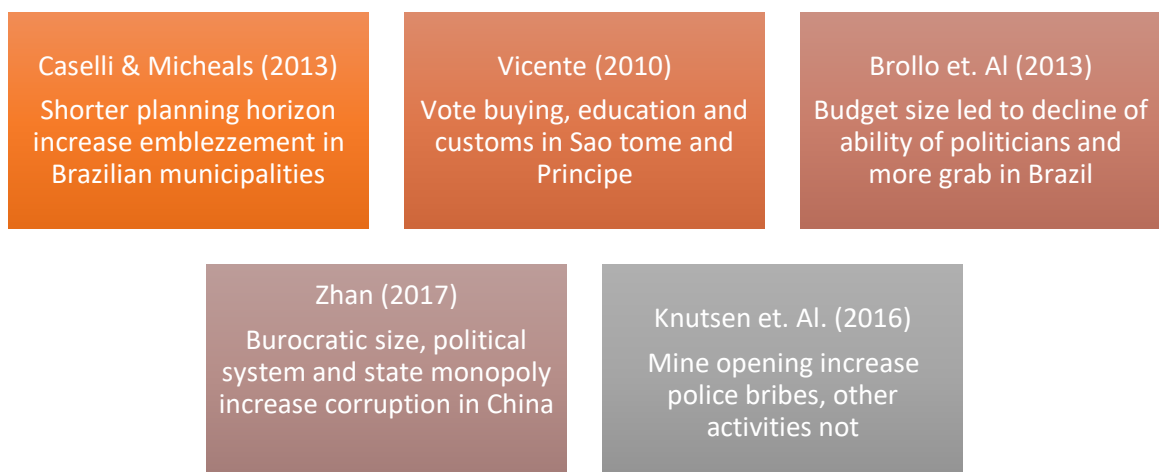 Caselli & Micheals (2013)
Shorter planning horizon
increase emblezzement in
Brazilian municipalities
Vicente (2010)
Vote buying, education and
customs in Sao tome and
Principe
Brollo et. Al (2013)
Budget size led to decline of
ability of politicians and
more grab in Brazil
Zhan (2017)
Burocratic size, political
system and state monopoly
increase corruption in China
Knutsen et. Al. (2016)
Mine opening increase
police bribes, other
activities not